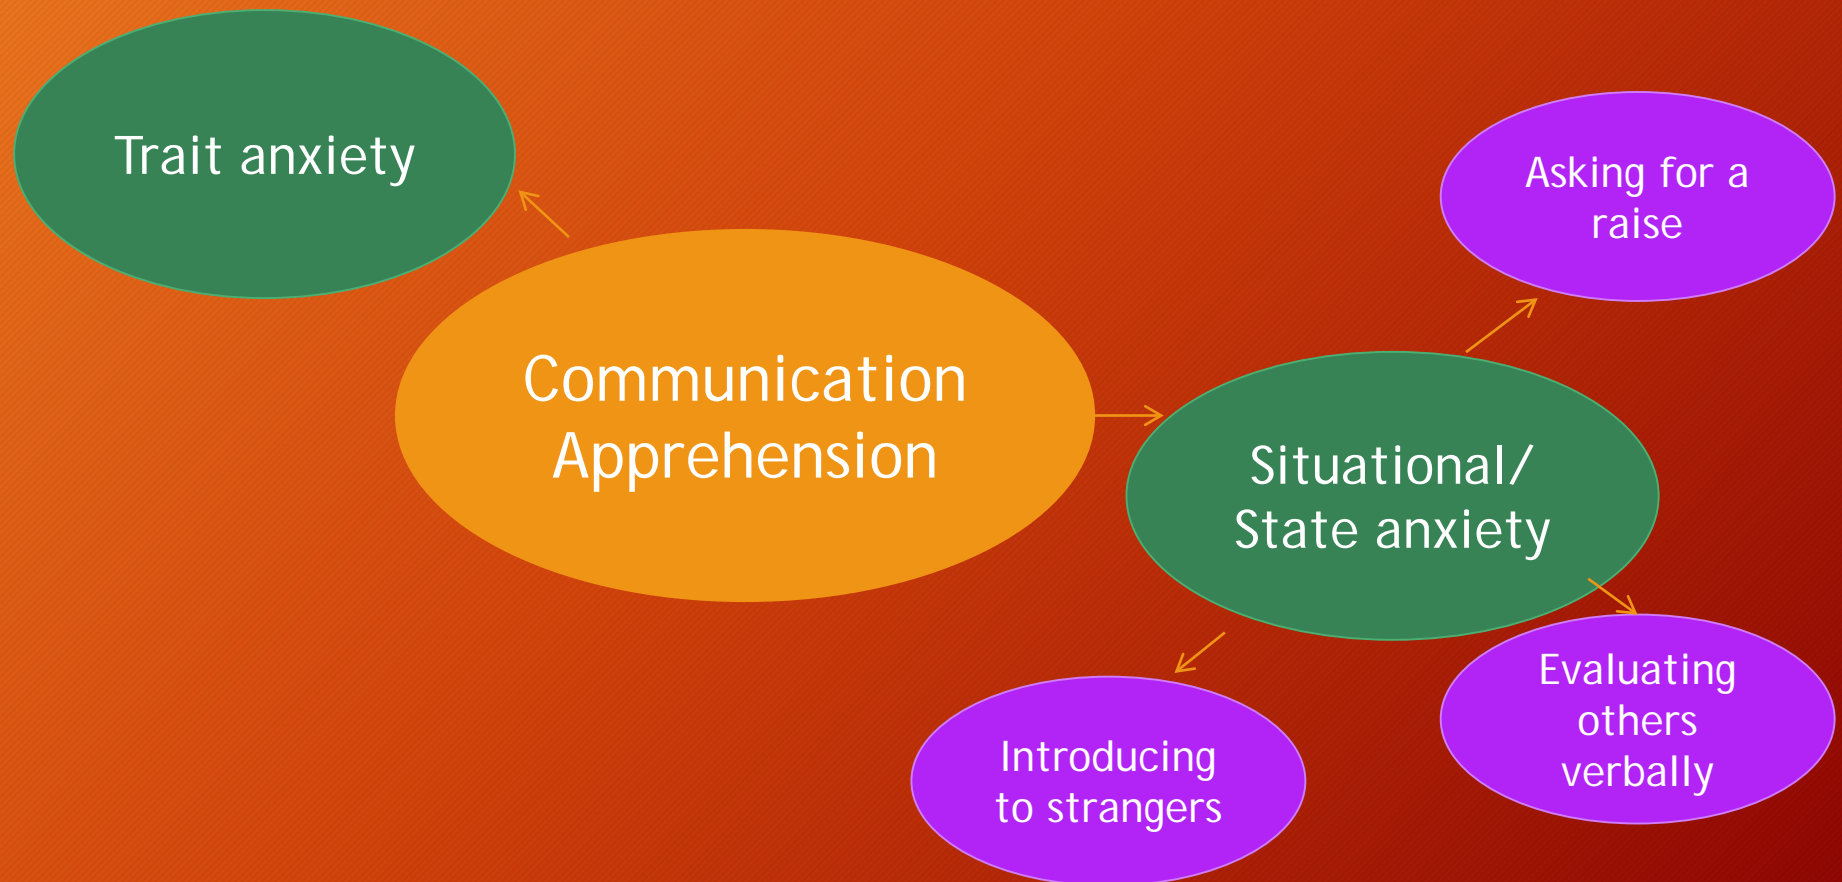 Trait anxiety
Communication
Apprehension
Asking for a
raise
Situational/
State anxiety
Introducing
to strangers
Evaluating
others
verbally